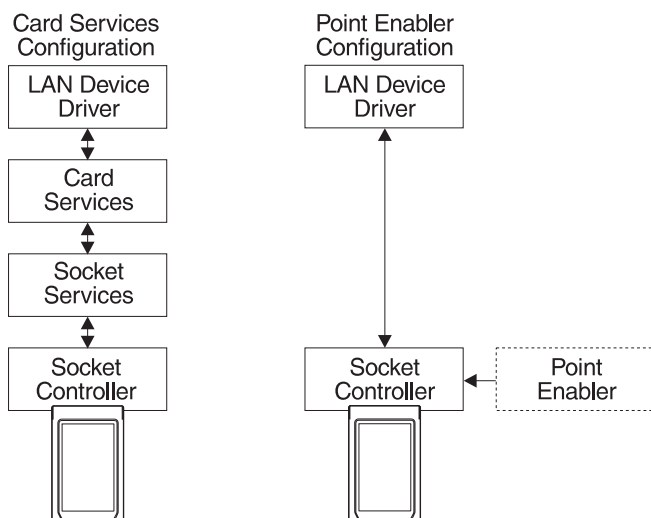 Card Services
Configuration
LAN Device
Driver
Card
Services
Socket
Services
Socket
Controller
Point Enabler
Configuration
LAN Device
Driver
Socket
Controller
Point
Enabler